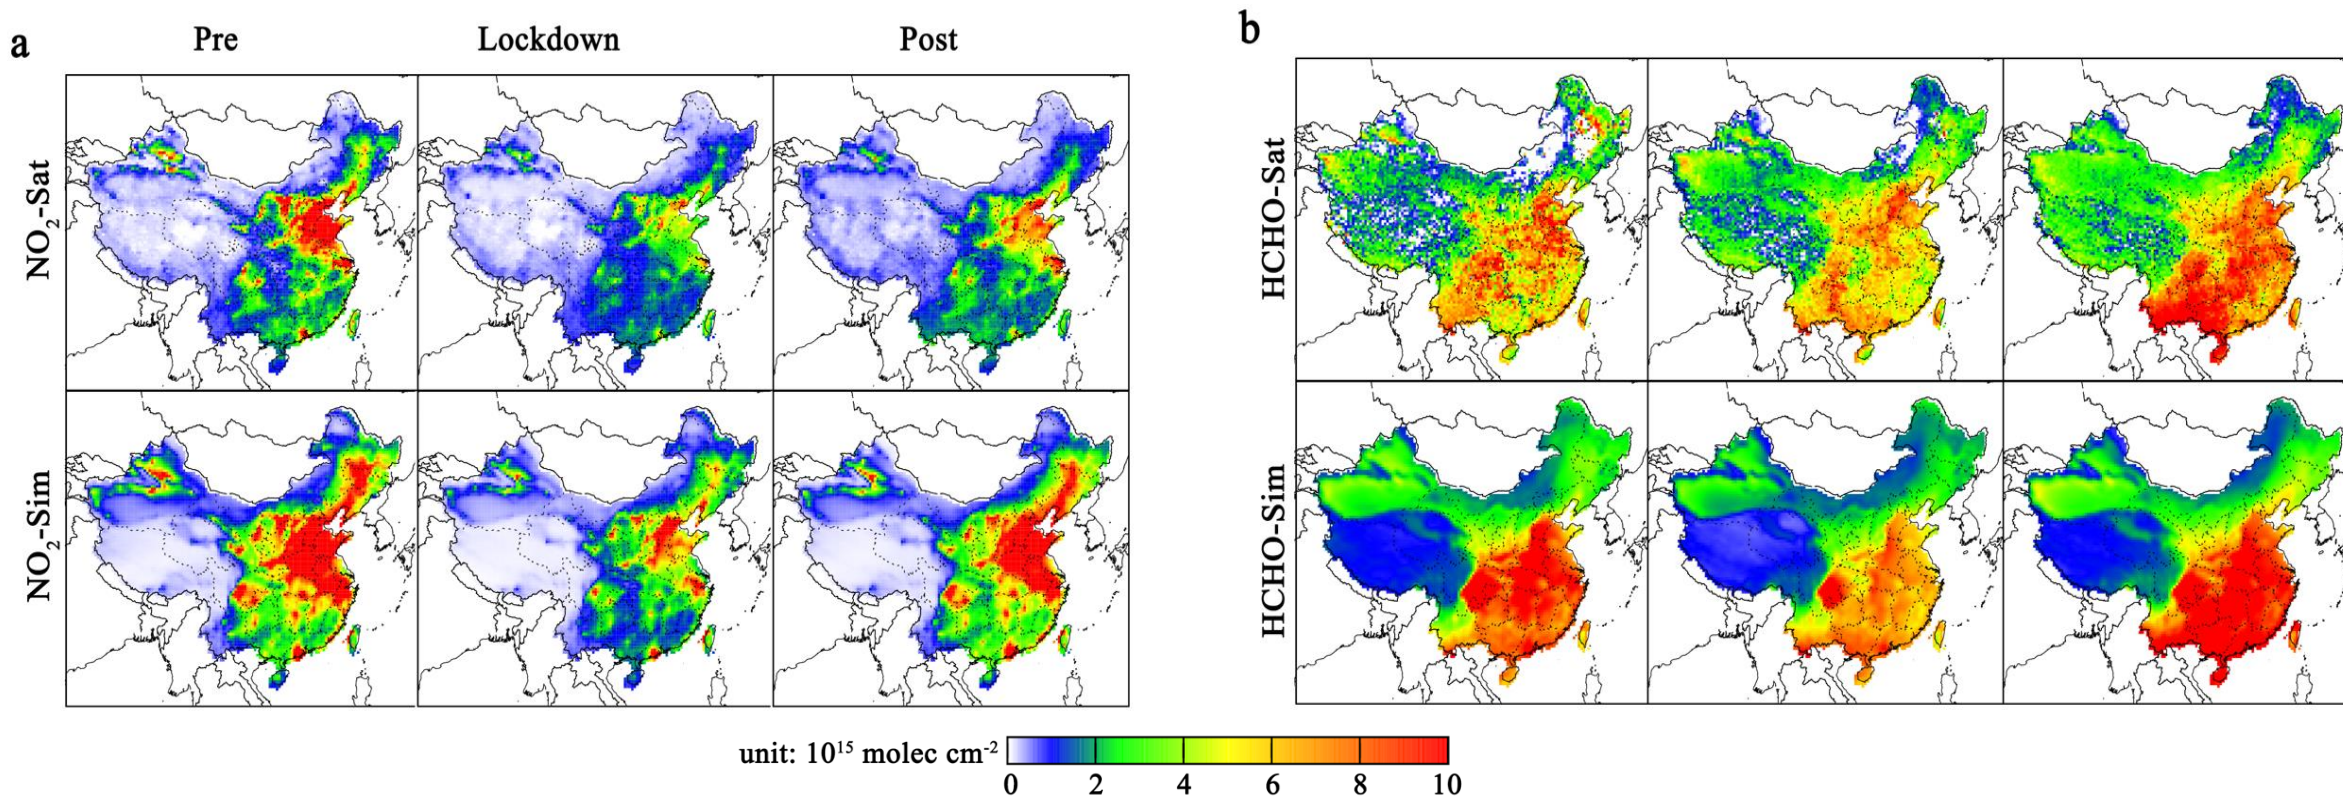 a
Pre Lockdown Post
NO2-Sat
NO2-Sim
b
HCHO-Sat
HCHO-Sim
unit: 10^15 molec cm^-2
0 2 4 6 8 10